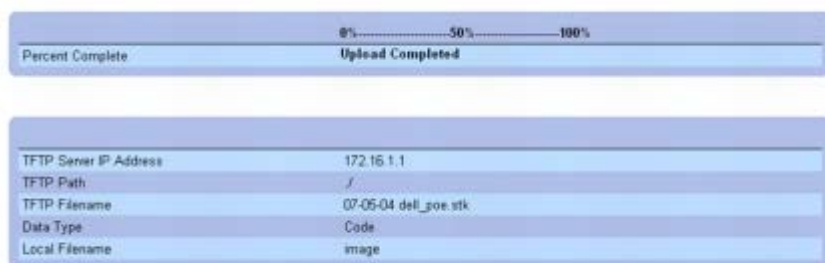 0%----------------------50%--------------------100%
Percent Complete Upload Completed
TFTP Server IP Address 172.16.1.1
TFTP Path ./
TFTP Filename 07-05-04 dell_poe.stk
Data Type Code
Local Filename image